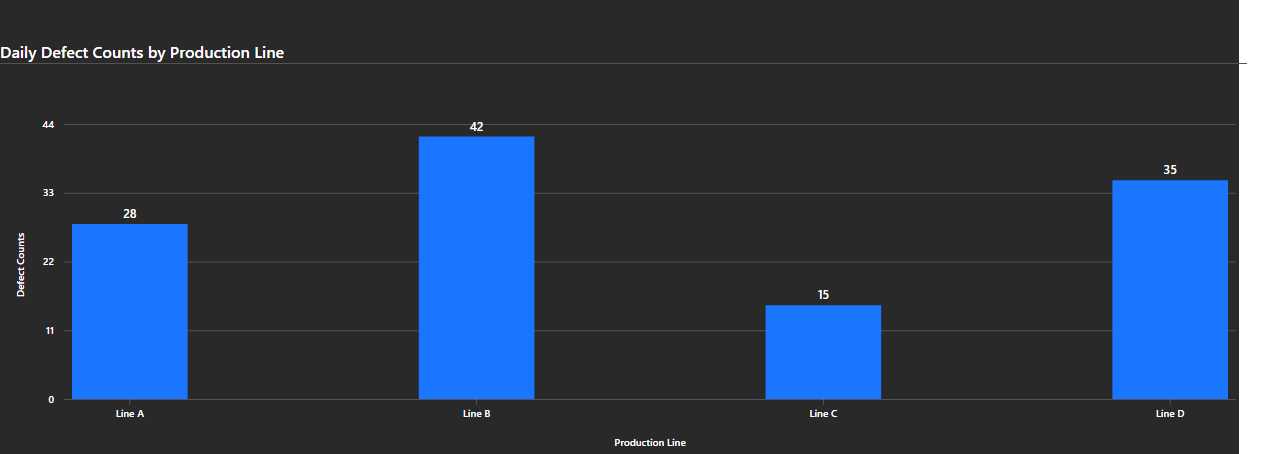 Daily Defect Counts by Production Line
44
42
35
33
28
22
15
11
0
Defect Counts
Line A Line B Line C Line D
Production Line